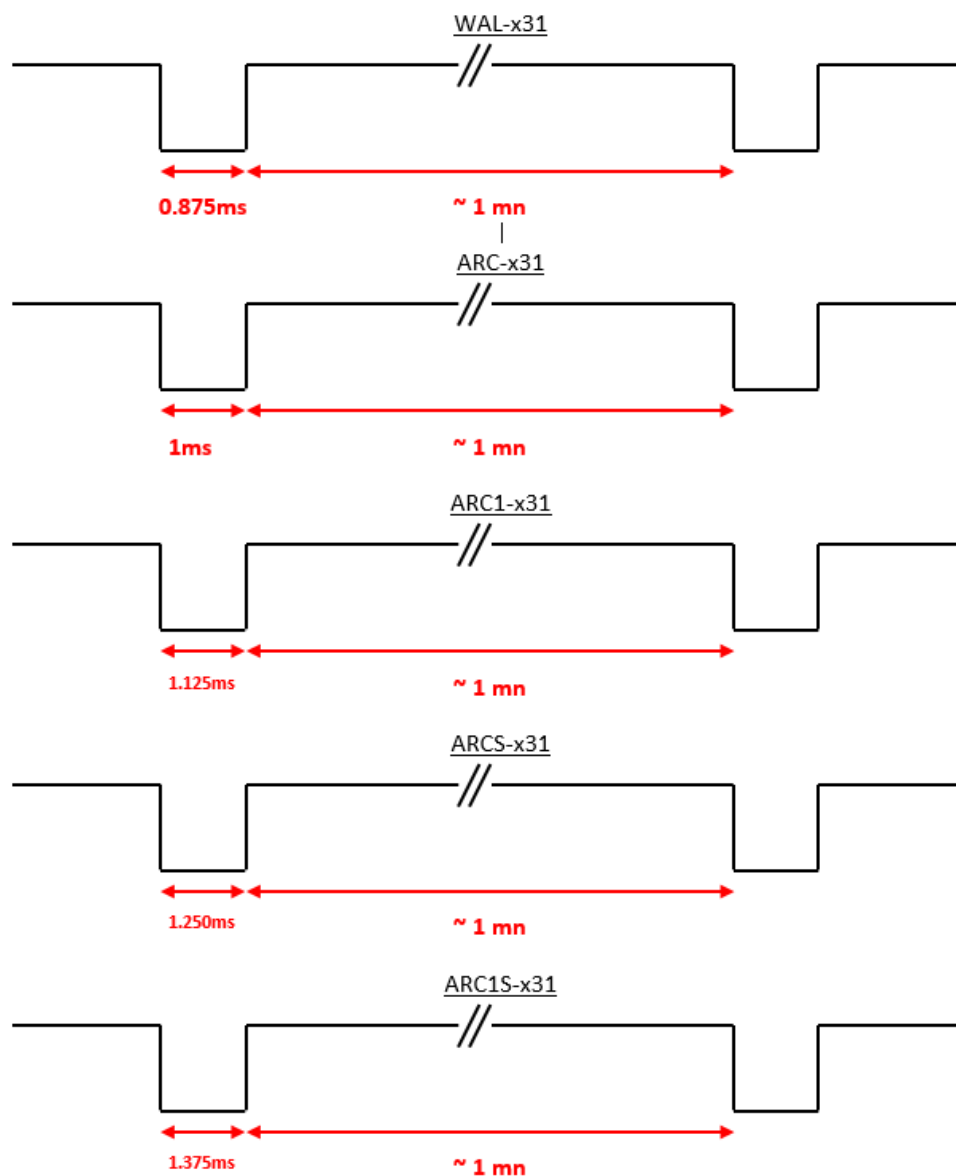 WAL-x31
0.875ms ~ 1 mn
ARC-x31
1ms ~ 1 mn
ARC1-x31
1.125ms ~ 1 mn
ARCS-x31
1.250ms ~ 1 mn
ARC1S-x31
1.375ms ~ 1 mn